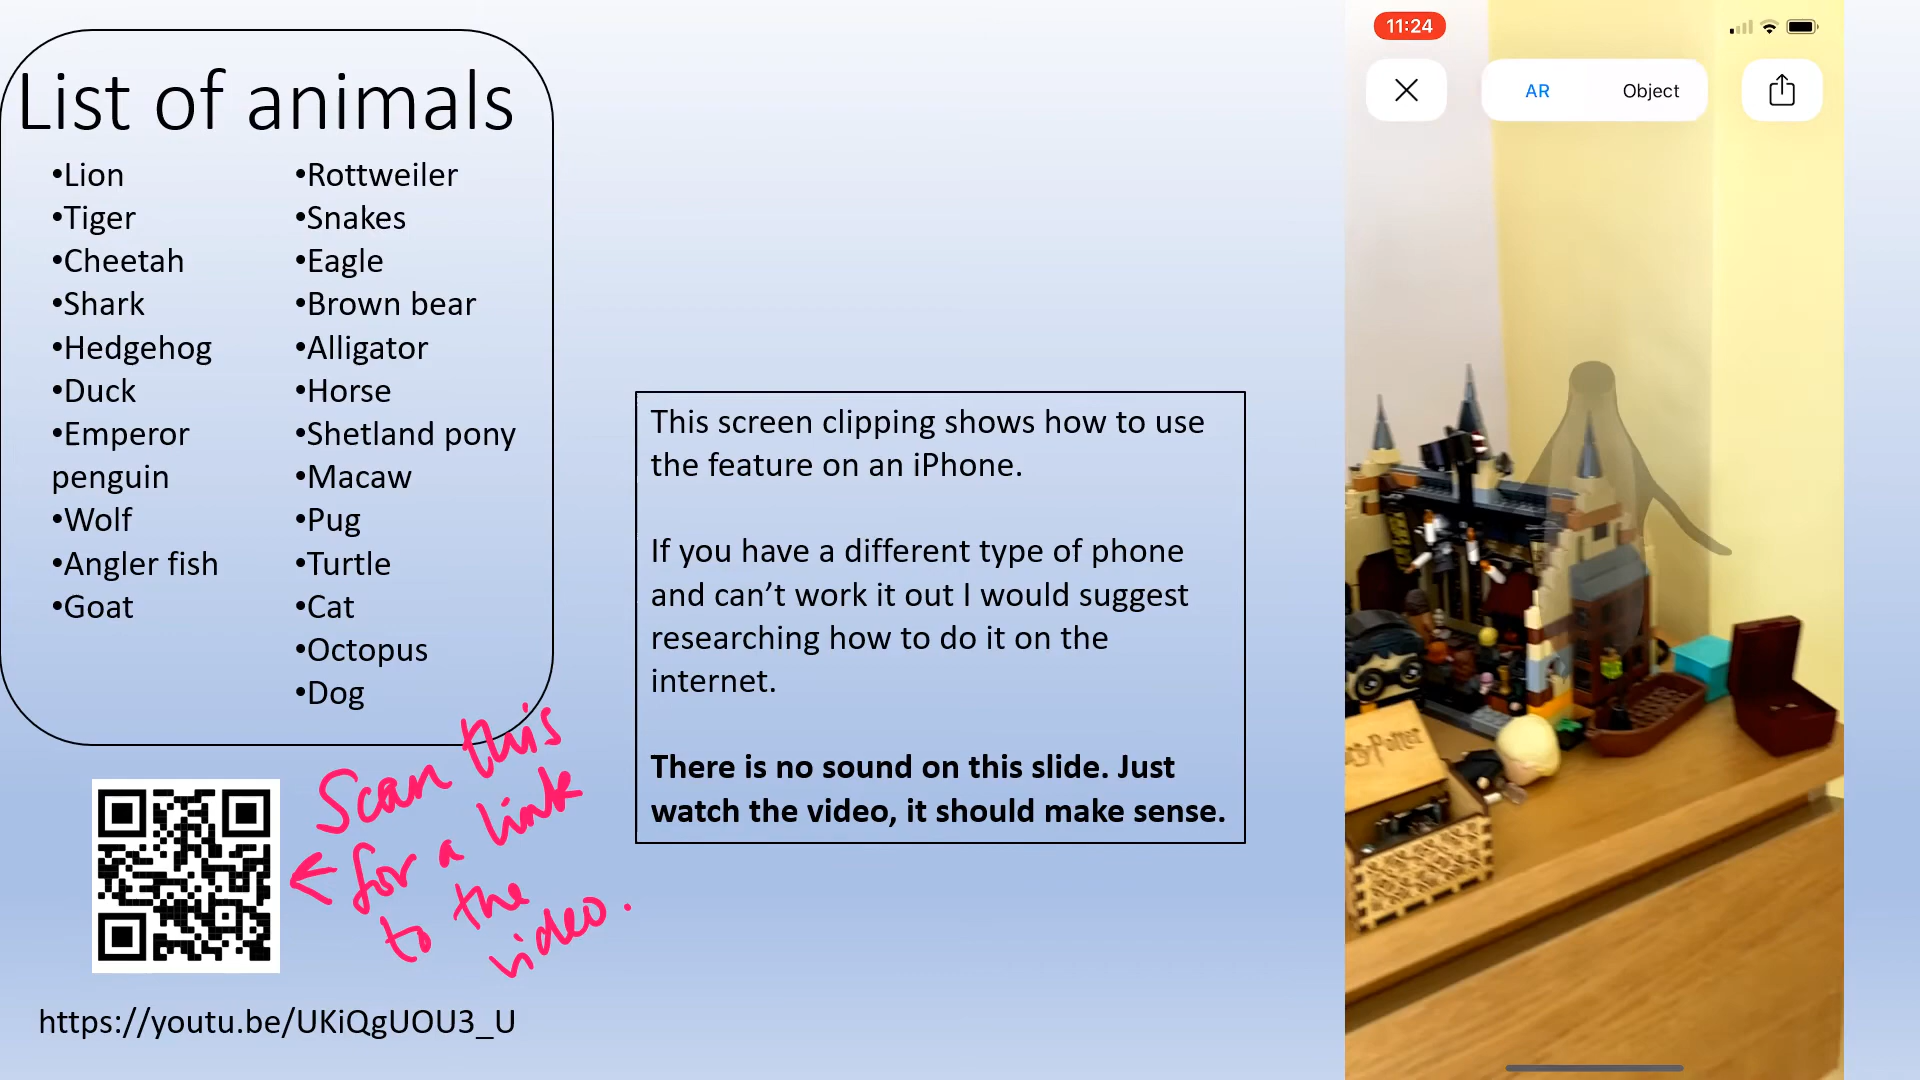 List of animals
•Lion
•Tiger
•Cheetah
•Shark
•Hedgehog
•Duck
•Emperor
penguin
•Wolf
•Angler fish
•Goat
•Rottweiler
•Snakes
•Eagle
•Brown bear
•Alligator
•Horse
•Shetland pony
•Macaw
•Pug
•Turtle
•Cat
•Octopus
•Dog
Scan this
for a link
to the
video.
https://youtu.be/UKiQgUOU3_U
This screen clipping shows how to use
the feature on an iPhone.
If you have a different type of phone
and can’t work it out I would suggest
researching how to do it on the
internet.
There is no sound on this slide. Just
watch the video, it should make sense.
11:24
AR Object
Harry Potter